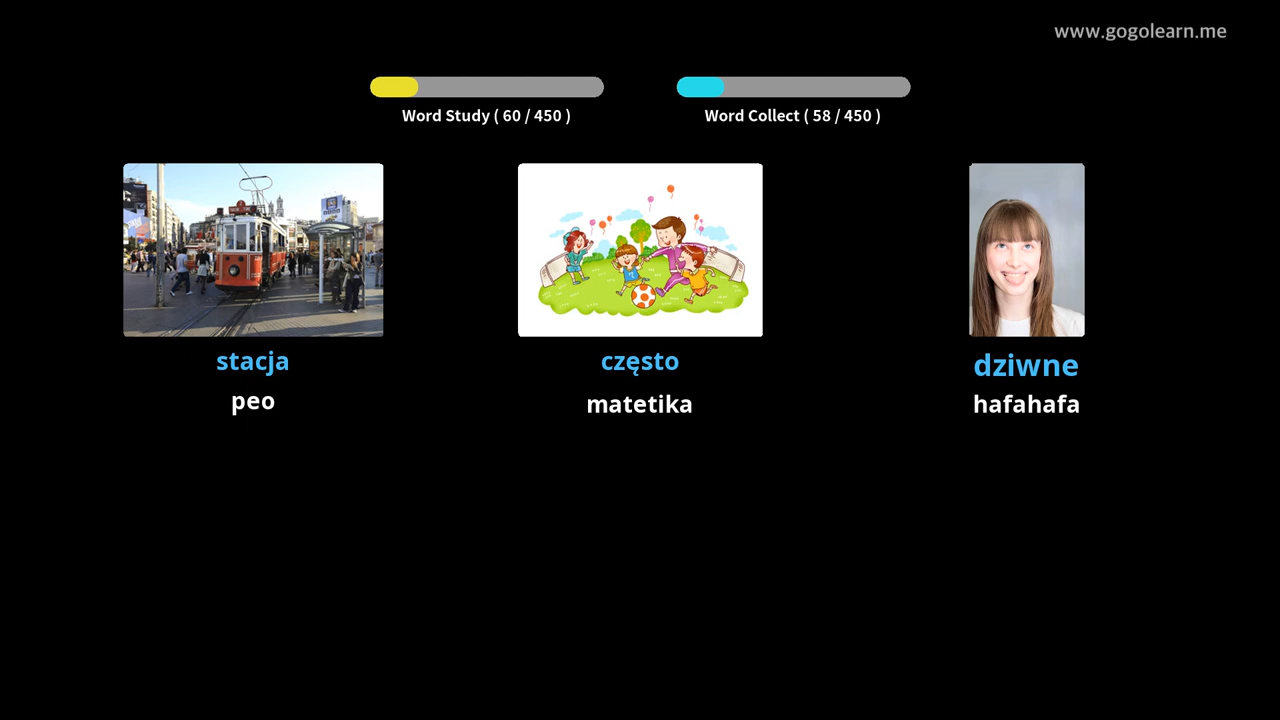 www.gogolearn.me
Word Study ( 60 / 450 )
Word Collect ( 58 / 450 )
stacja
często
dziwne
peo
matetika
hafahafa